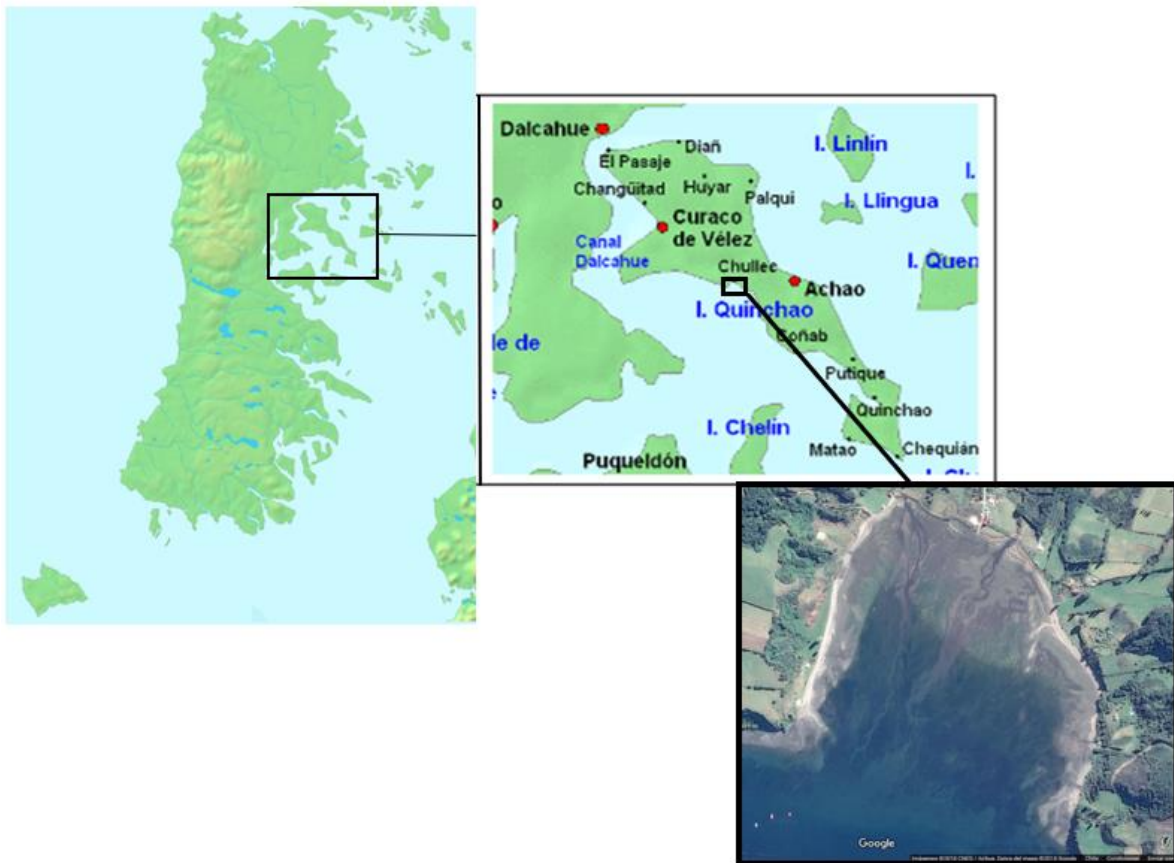 Dalcahue
Diañ
El Pasaje
I. Linlín
Changüitad
Huyar
Palqui
I.
I. Llingua
o
Curaco
de Vélez
Canal
Dalcahue
Chullec
I. Quen
Achao
I. Quinchao
Coñab
le de
Putique
Quinchao
I. Chelín
Matao
Chequián
Puqueldón
Google